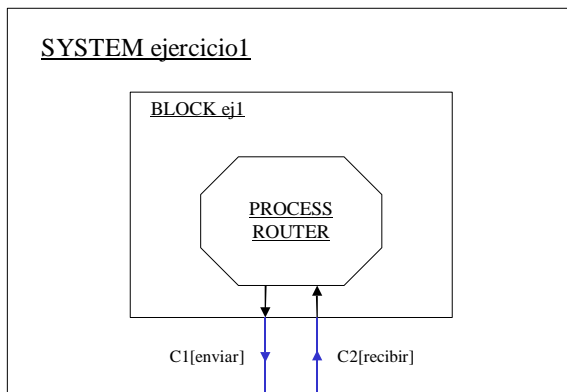 SYSTEM ejercicio1
BLOCK ej1
PROCESS
ROUTER
C1[enviar]
C2[recibir]